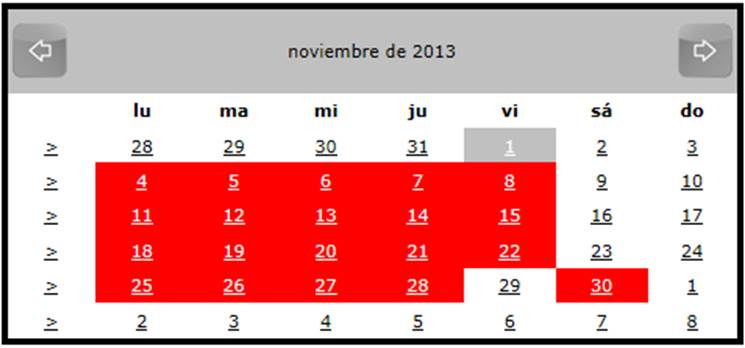 noviembre de 2013
lu ma mi ju vi sá do
> 28 29 30 31 1 2 3
> 4 5 6 7 8 9 10
> 11 12 13 14 15 16 17
> 18 19 20 21 22 23 24
> 25 26 27 28 29 30 1
> 2 3 4 5 6 7 8